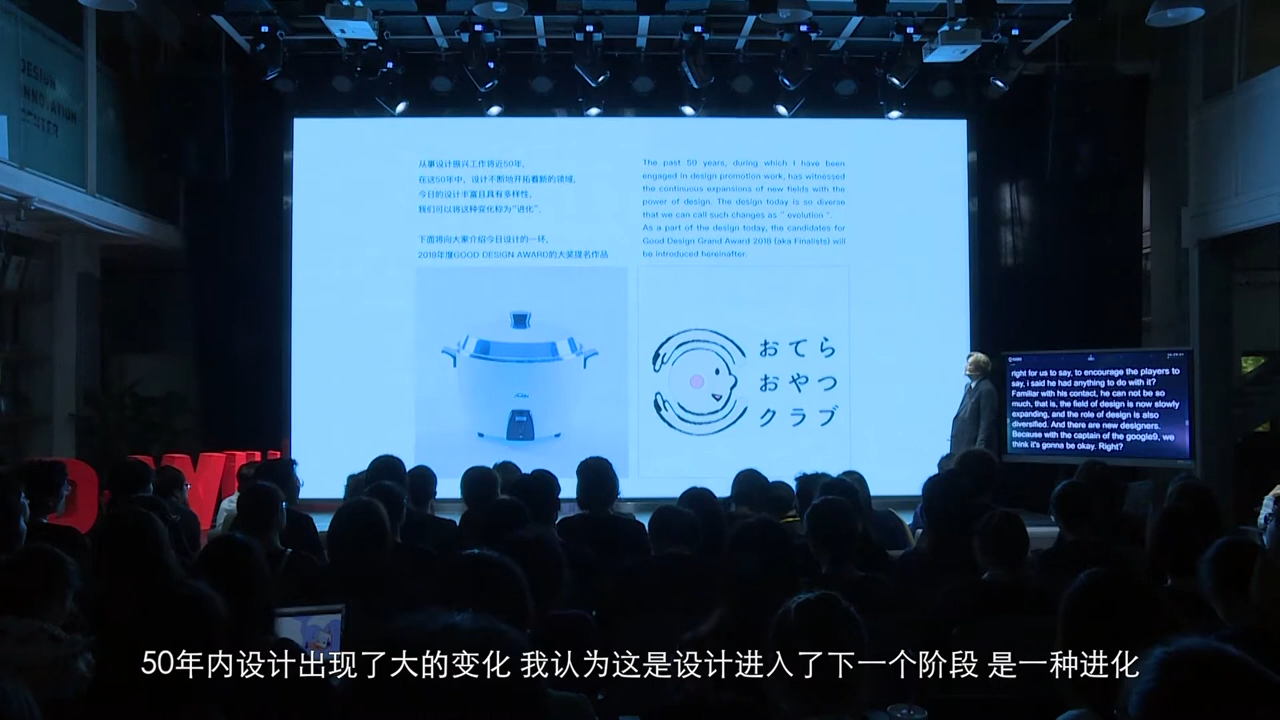 DESIGN
INNOVATION
CENTER
从事设计振兴工作将近50年,
在这50年中，设计不断地开拓着新的领域,
今日的设计丰富且具有多样性,
我们可以将这种变化称为“进化”.
下面将向大家介绍今日设计的一环,
2018年度GOOD DESIGN AWARD的大奖提名作品
The past 50 years, during which I have been
engaged in design promotion work, has witnessed
the continuous expansions of new fields with the
power of design. The design today is so diverse
that we can call such changes as " evolution ".
As a part of the design today, the candidates for
Good Design Grand Award 2018 (aka Finalists) will
be introduced hereinafter.
おてら
おやつ
クラブ
right for us to say, to encourage the players to
say, i said he had anything to do with it?
Familiar with his contact, he can not be so
much, that is, the field of design is now slowly
expanding, and the role of design is also
diversified. And there are new designers.
Because with the captain of the google9, we
think it's gonna be okay. Right?
50年内设计出现了大的变化 我认为这是设计进入了下一个阶段 是一种进化